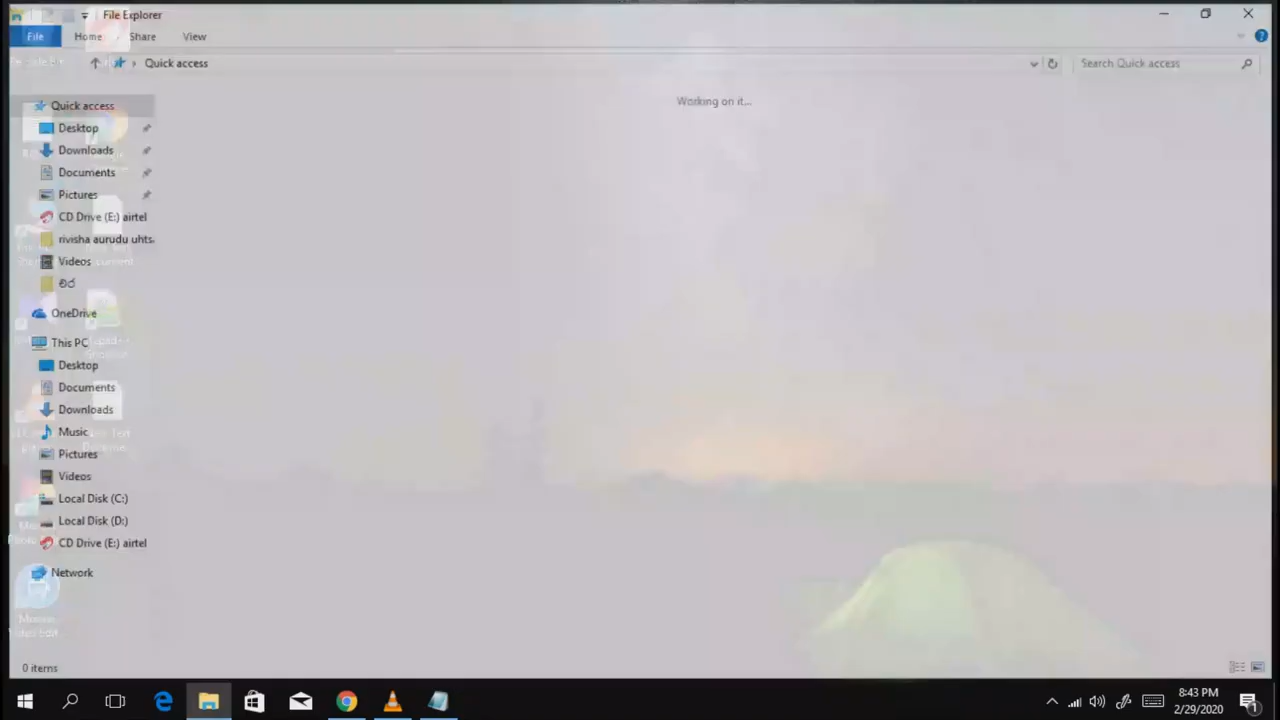 File Explorer
File Home Share View
Quick access
Search Quick access
Working on it...
Quick access
Desktop
Downloads
Documents
Pictures
CD Drive (E:) airtel
rivisha aurudu uhts
Videos
OneDrive
This PC
Desktop
Documents
Downloads
Music
Pictures
Videos
Local Disk (C:)
Local Disk (D:)
CD Drive (E:) airtel
Network
0 items
8:43 PM
2/29/2020
1